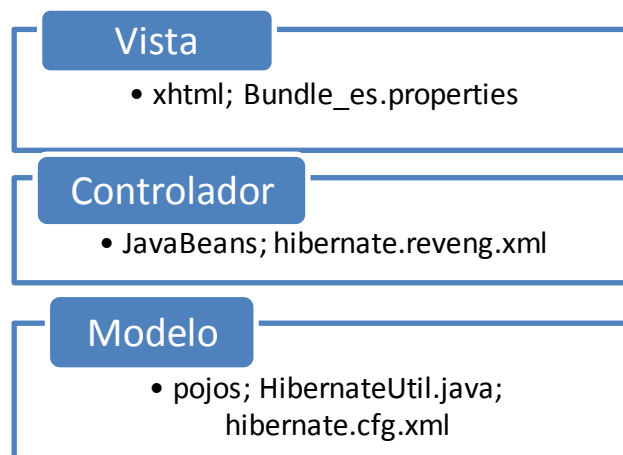 Vista
• xhtml; Bundle_es.properties
Controlador
• JavaBeans; hibernate.reveng.xml
Modelo
• pojos; HibernateUtil.java;
hibernate.cfg.xml